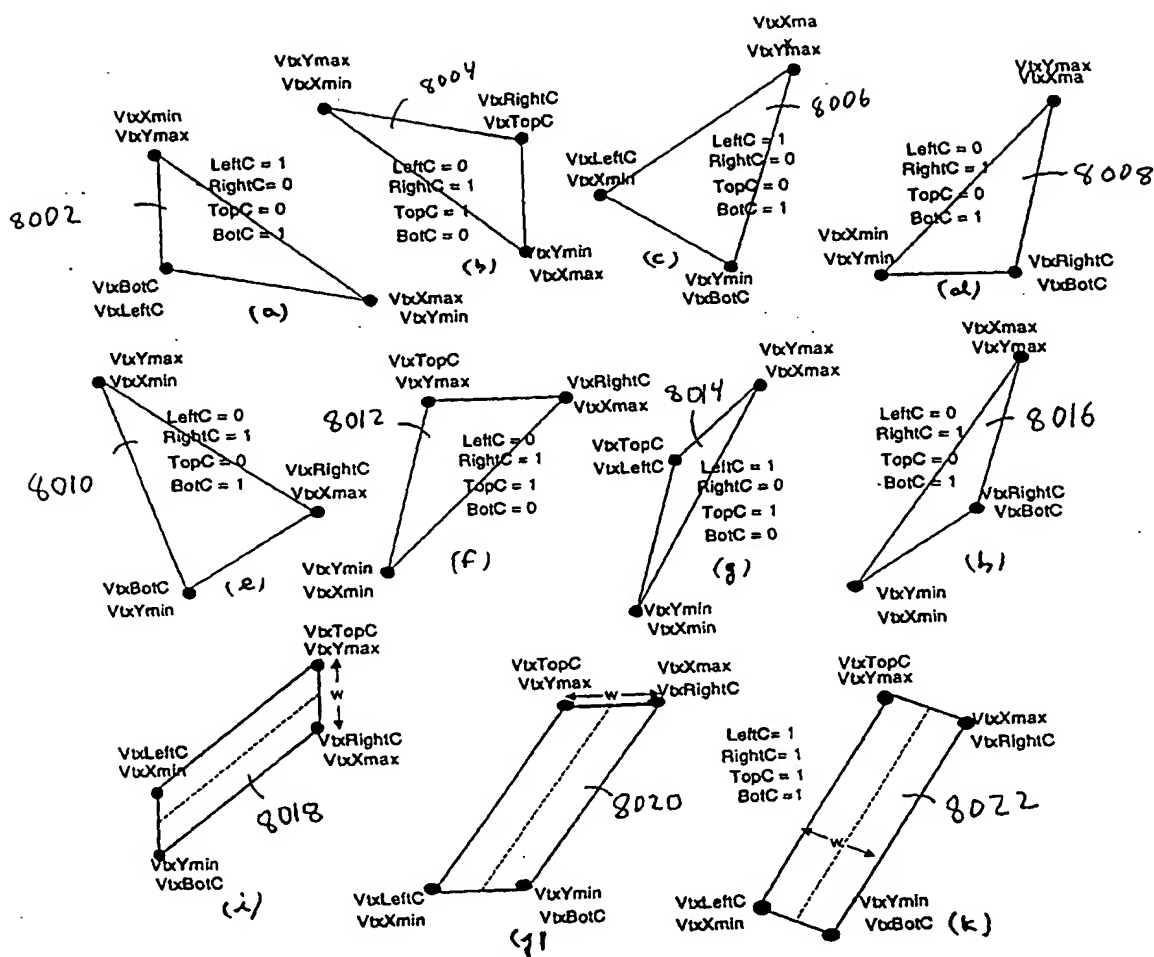 VtxXmin
VtxYmax
8002
LeftC = 1
RightC= 0
TopC = 0
BotC = 1
VtxBotC
VtxLeftC
(a)
VtxXmax
VtxYmin
VtxYmax
VtxXmin
8004
VtxRightC
VtxTopC
LeftC = 0
RightC = 1
TopC = 1
BotC = 0
(b)
VtxYmin
VtxXmax
VtxXma
x
VtxYmax
8006
VtxLeftC
VtxXmin
LeftC = 1
RightC = 0
TopC = 0
BotC = 1
(c)
VtxYmin
VtxBotC
VtxYmax
VtxXma
LeftC = 0
RightC = 1
TopC = 0
BotC = 1
8008
VtxXmin
VtxYmin
VtxRightC
VtxBotC
(d)
VtxYmax
VtxXmin
LeftC = 0
RightC = 1
TopC = 0
BotC = 1
8010
VtxRightC
VtxXmax
VtxBotC
VtxYmin
(e)
VtxTopC
VtxYmax
8012
VtxRightC
VtxXmax
LeftC = 0
RightC = 1
TopC = 1
BotC = 0
VtxYmin
VtxXmin
(f)
VtxYmax
VtxXmax
8014
VtxTopC
VtxLeftC
LeftC = 1
RightC = 0
TopC = 1
BotC = 0
(g)
VtxYmin
VtxXmin
VtxXmax
VtxYmax
LeftC = 0
RightC = 1
TopC = 0
BotC = 1
8016
VtxRightC
VtxBotC
(h)
VtxYmin
VtxXmin
VtxTopC
VtxYmax
w
VtxLeftC
VtxXmin
VtxRightC
VtxXmax
8018
VtxYmin
VtxBotC
(i)
VtxTopC
VtxYmax
w
VtxXmax
VtxRightC
8020
VtxLeftC
VtxXmin
VtxYmin
VtxBotC
(j)
VtxTopC
VtxYmax
VtxXmax
VtxRightC
LeftC= 1
RightC= 1
TopC = 1
BotC =1
8022
w
VtxLeftC
VtxXmin
VtxYmin
VtxBotC
(k)